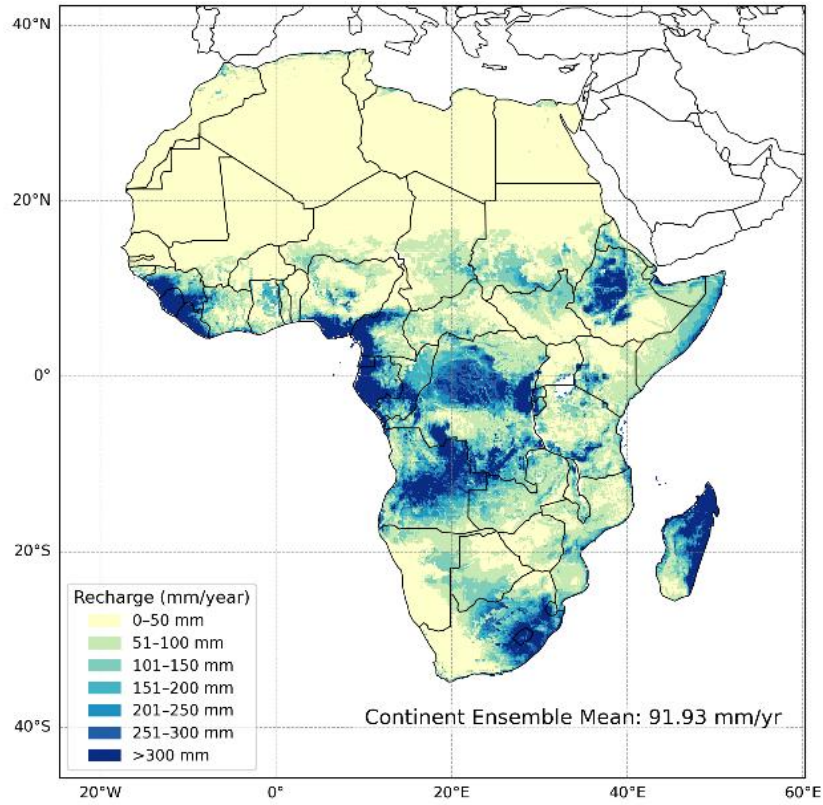 40°N
20°N
0°
20°S
40°S
Recharge (mm/year)
0–50 mm
51–100 mm
101–150 mm
151–200 mm
201–250 mm
251–300 mm
>300 mm
Continent Ensemble Mean: 91.93 mm/yr
20°W
0°
20°E
40°E
60°E